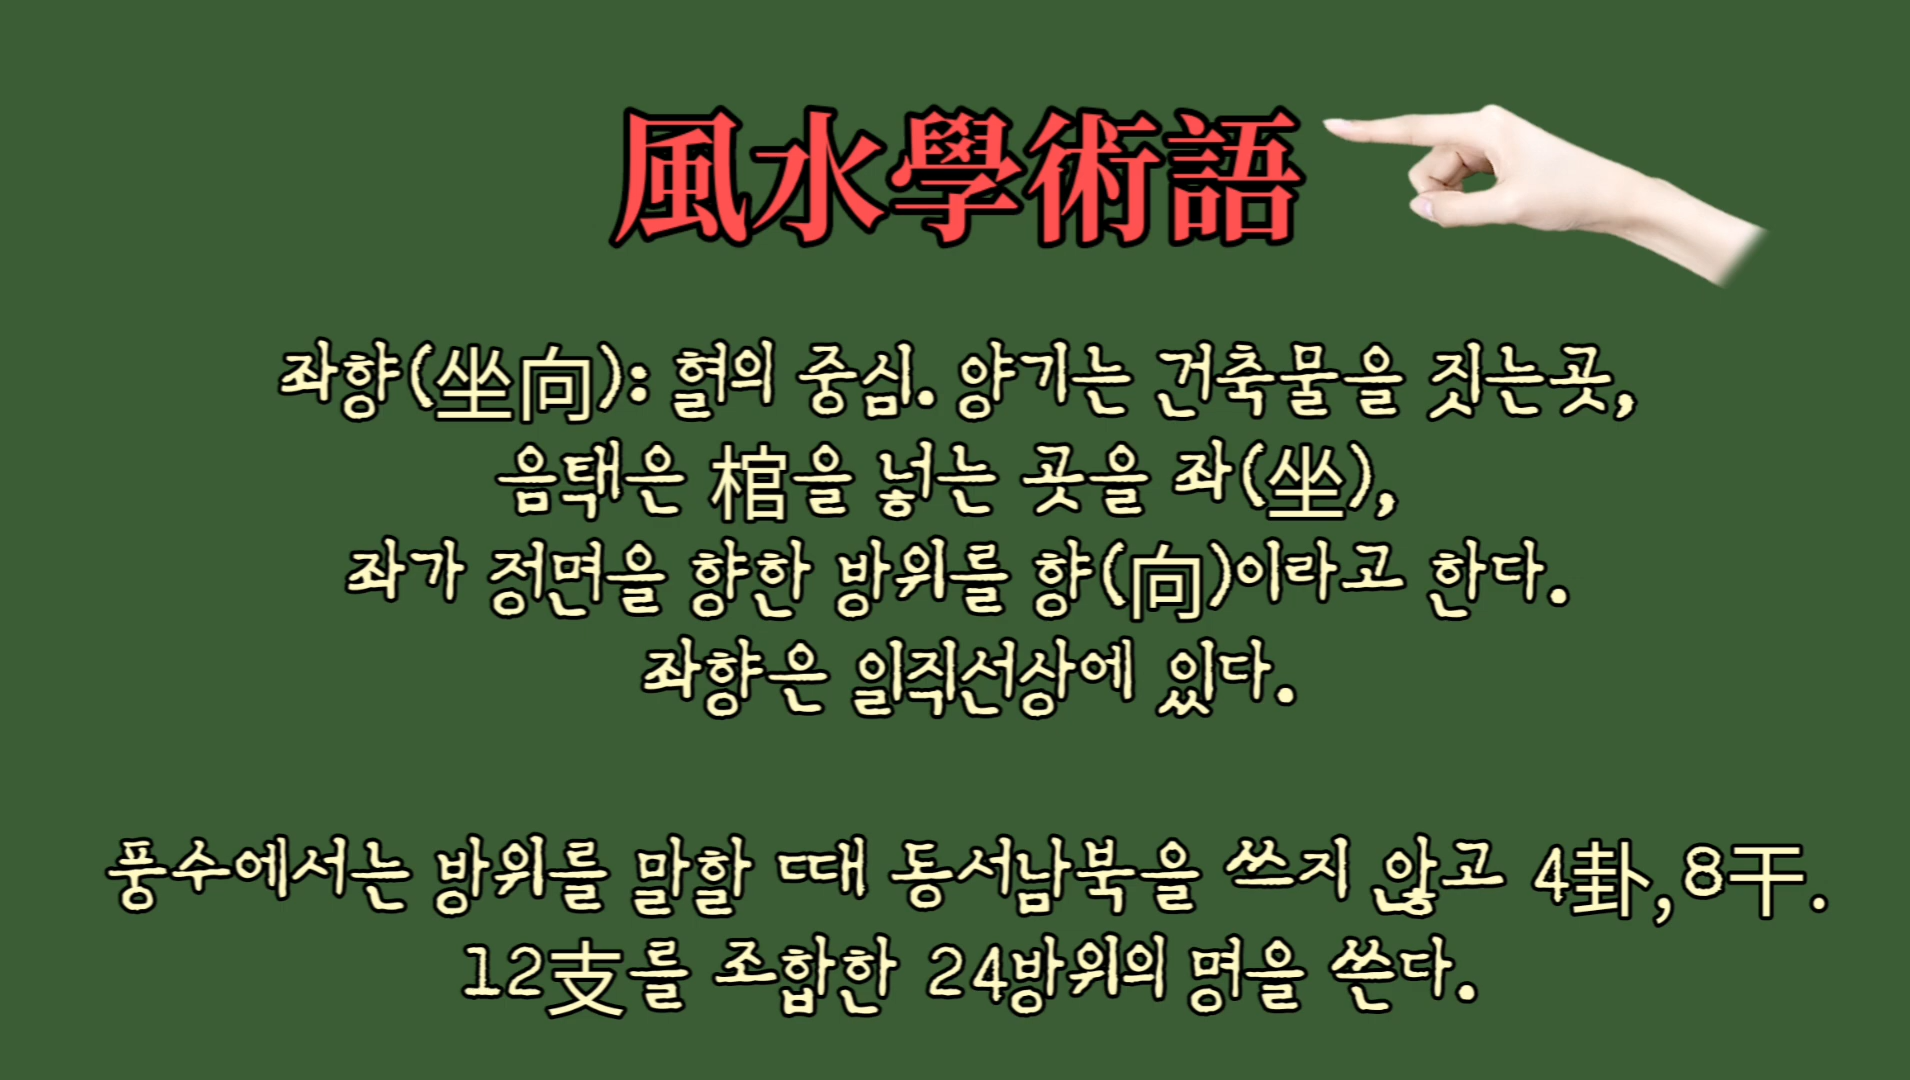 風水學術語
좌향(坐向): 혈의 중심. 양기는 건축물을 짓는곳,
음택은 棺을 넣는 곳을 좌(坐),
좌가 정면을 향한 방위를 향(向)이라고 한다.
좌향은 일직선상에 있다.
풍수에서는 방위를 말할 때 동서남북을 쓰지 않고 4卦,8干.
12支를 조합한 24방위의 명을 쓴다.